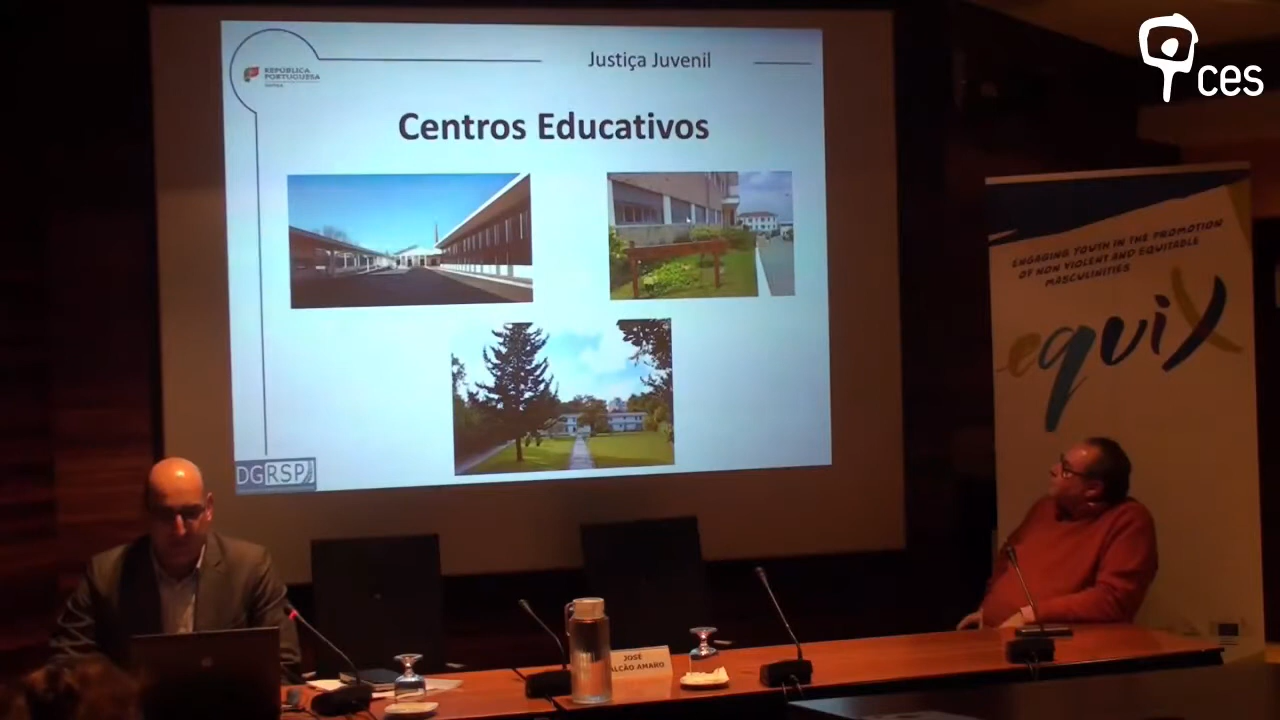 Justiça Juvenil
REPÚBLICA
PORTUGUESA
Centros Educativos
DGRSP
ces
ENGAGING YOUTH IN THE PROMOTION
OF NON VIOLENT AND EQUITABLE
MASCULINITIES
equiX
JOSÉ
ALCÃO AMARO